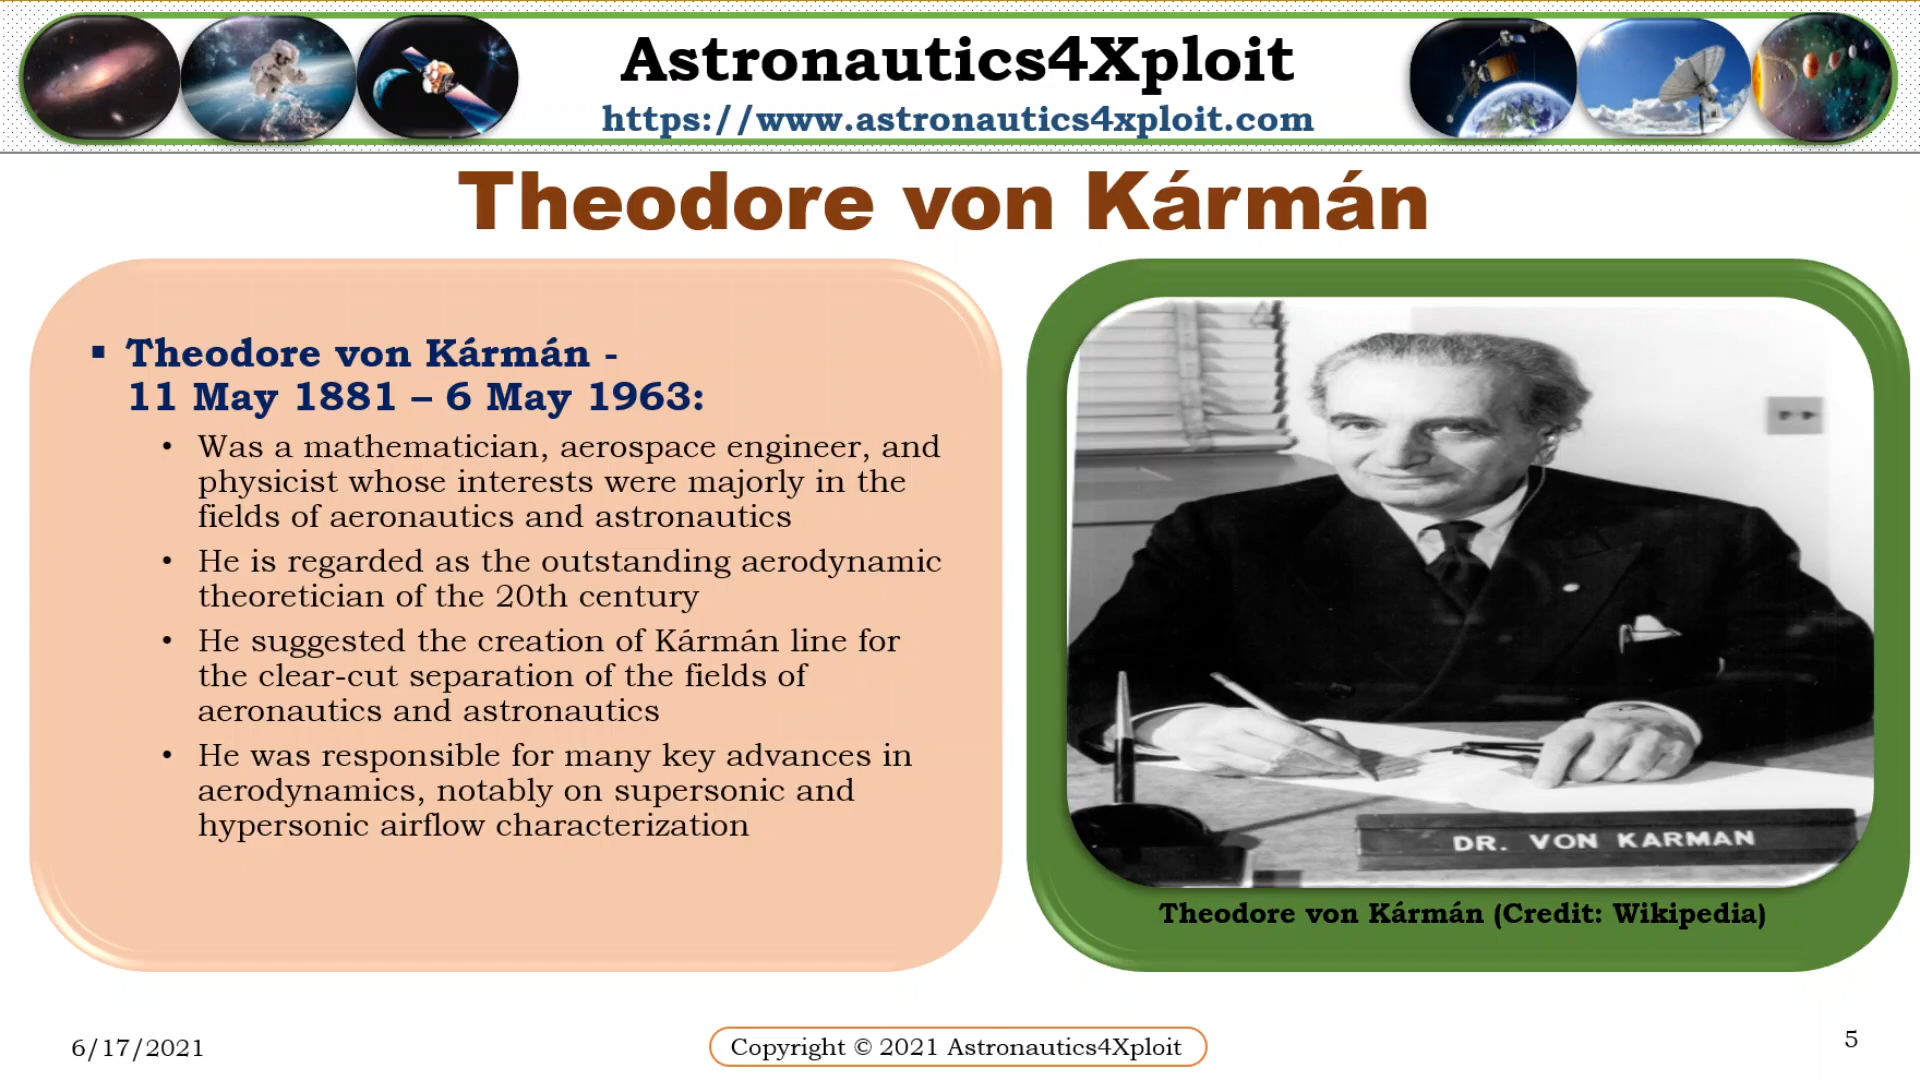 Astronautics4Xploit
https://www.astronautics4xploit.com
Theodore von Kármán
▪ Theodore von Kármán -
11 May 1881 – 6 May 1963:
• Was a mathematician, aerospace engineer, and
physicist whose interests were majorly in the
fields of aeronautics and astronautics
• He is regarded as the outstanding aerodynamic
theoretician of the 20th century
• He suggested the creation of Kármán line for
the clear-cut separation of the fields of
aeronautics and astronautics
• He was responsible for many key advances in
aerodynamics, notably on supersonic and
hypersonic airflow characterization
DR. VON KARMAN
Theodore von Kármán (Credit: Wikipedia)
6/17/2021
Copyright © 2021 Astronautics4Xploit
5